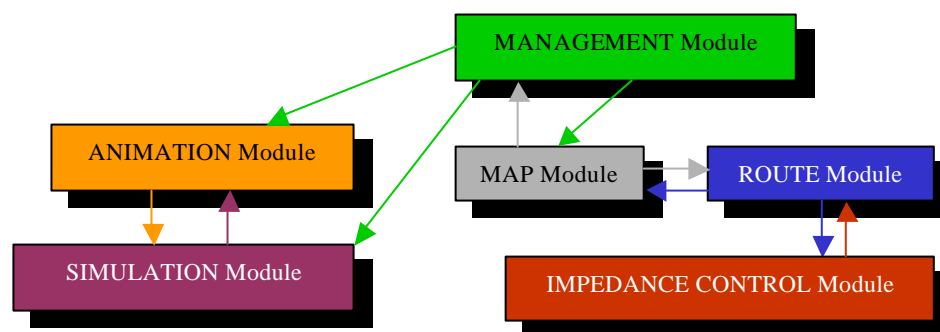 MANAGEMENT Module
ANIMATION Module
MAP Module
ROUTE Module
SIMULATION Module
IMPEDANCE CONTROL Module